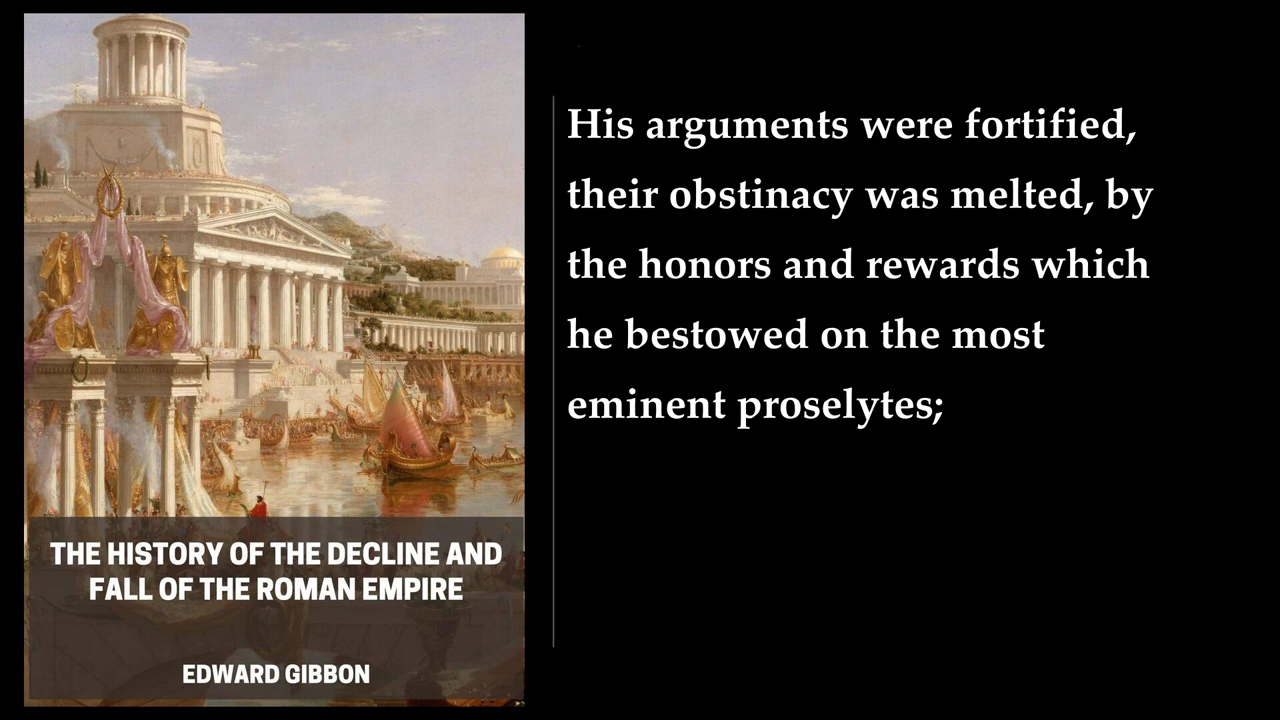 His arguments were fortified,
their obstinacy was melted, by
the honors and rewards which
he bestowed on the most
eminent proselytes;
THE HISTORY OF THE DECLINE AND
FALL OF THE ROMAN EMPIRE
EDWARD GIBBON